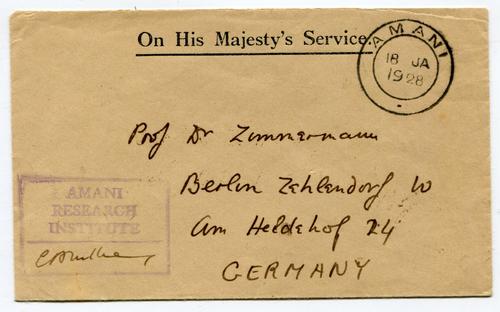 On His Majesty's Service.
AMANI
18 JA
1928
Prof Dr Zimmermann
Berlin Zehlendorf W
Am Heidehof 24
GERMANY
AMANI
RESEARCH
INSTITUTE